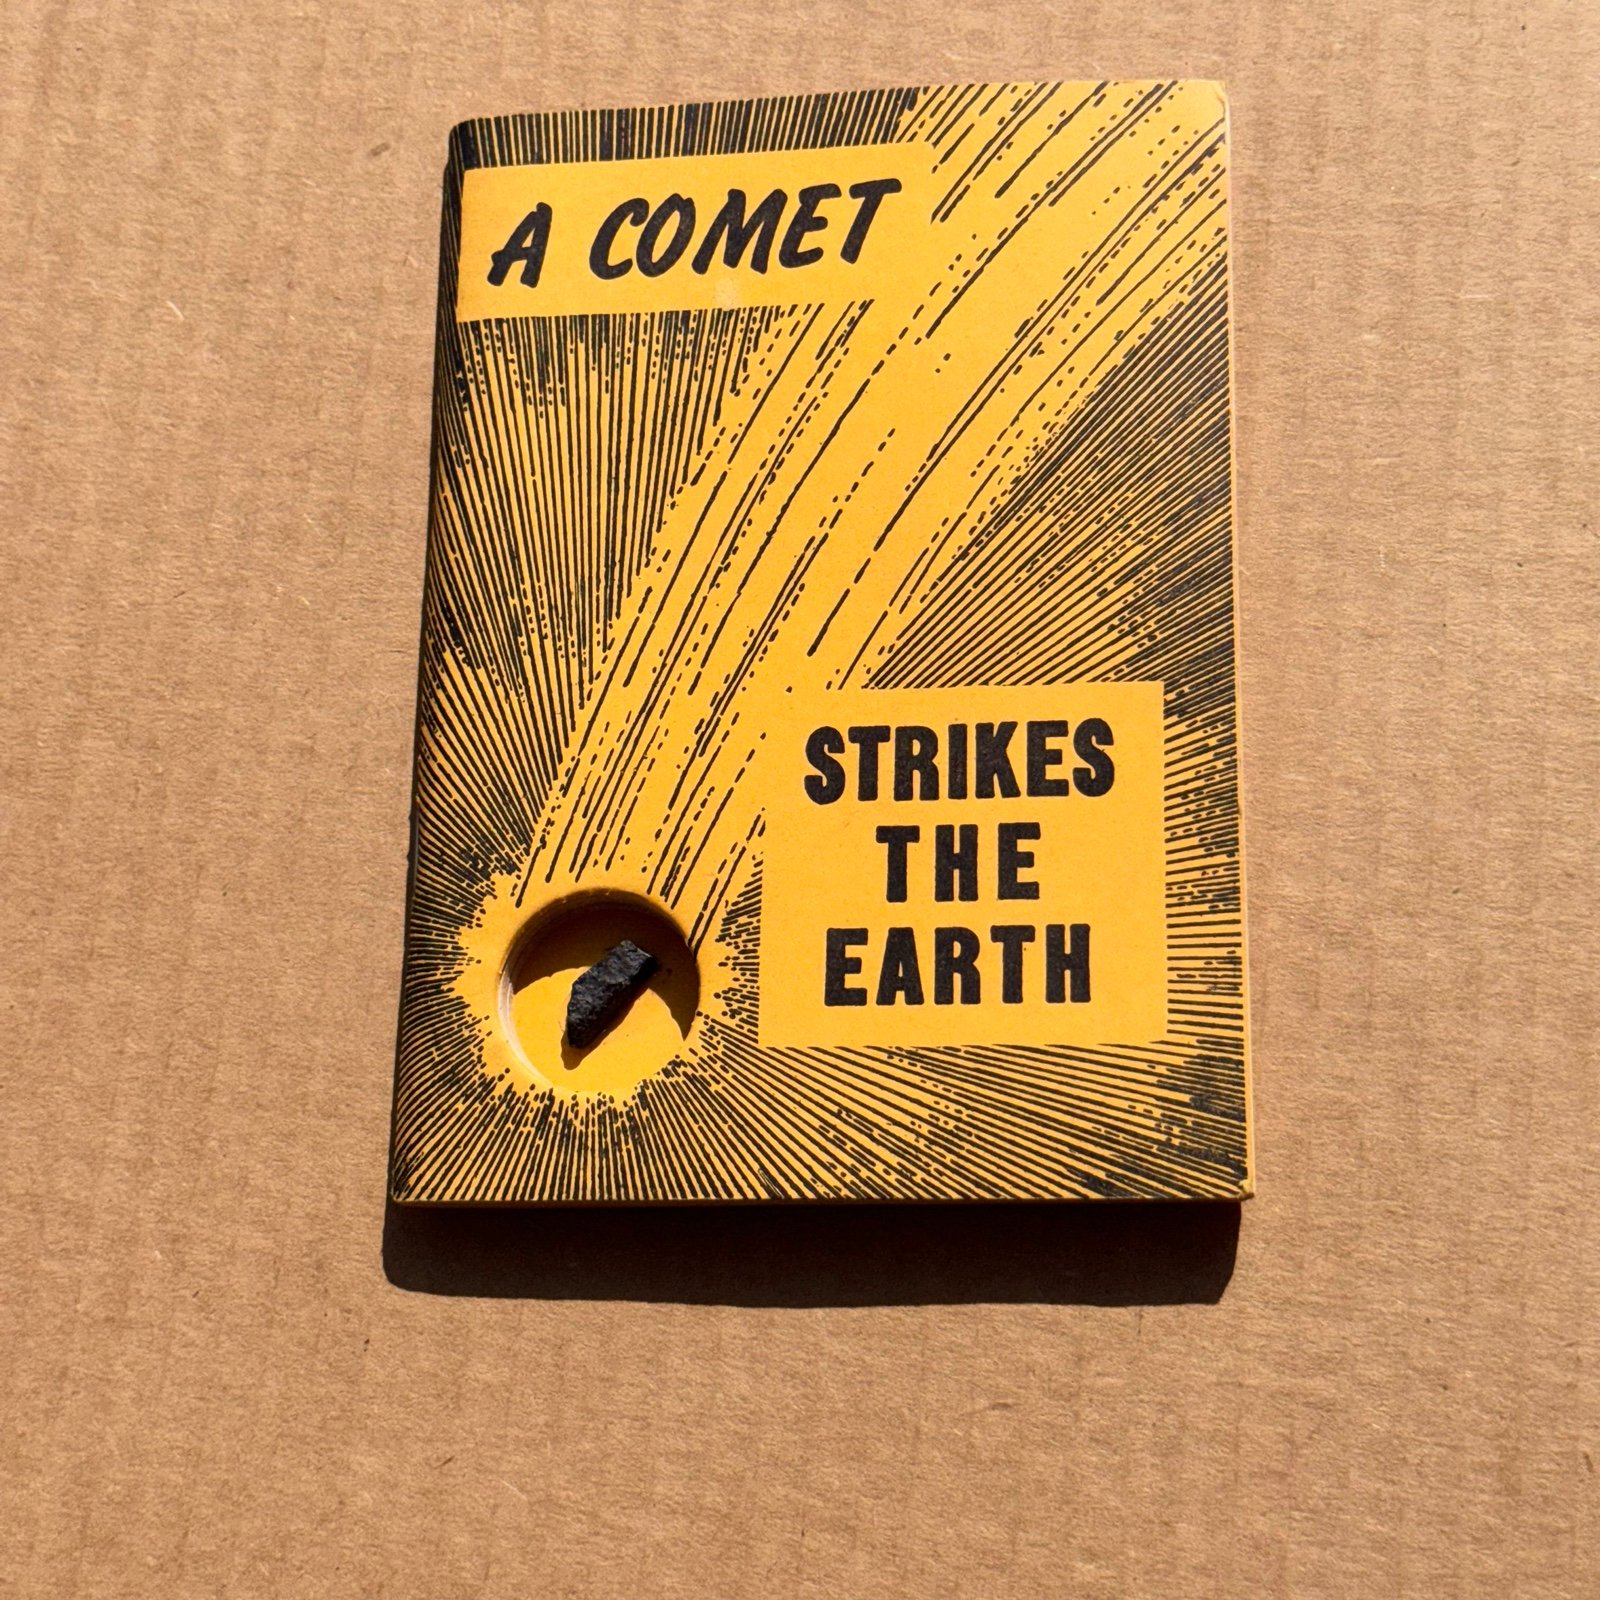 A COMET
STRIKES
THE
EARTH